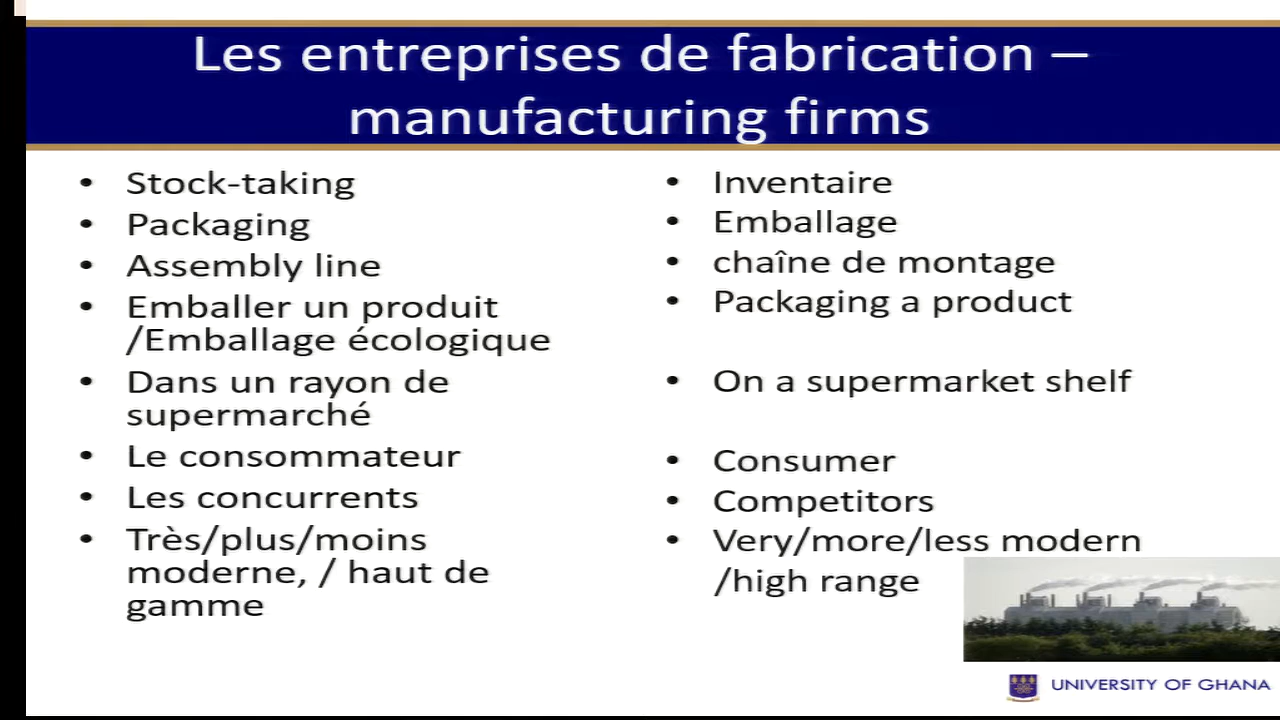 Les entreprises de fabrication –
manufacturing firms
• Stock-taking
• Packaging
• Assembly line
• Emballer un produit
/Emballage écologique
• Dans un rayon de
supermarché
• Le consommateur
• Les concurrents
• Très/plus/moins
moderne, / haut de
gamme
• Inventaire
• Emballage
• chaîne de montage
• Packaging a product
• On a supermarket shelf
• Consumer
• Competitors
• Very/more/less modern
/high range
UNIVERSITY OF GHANA